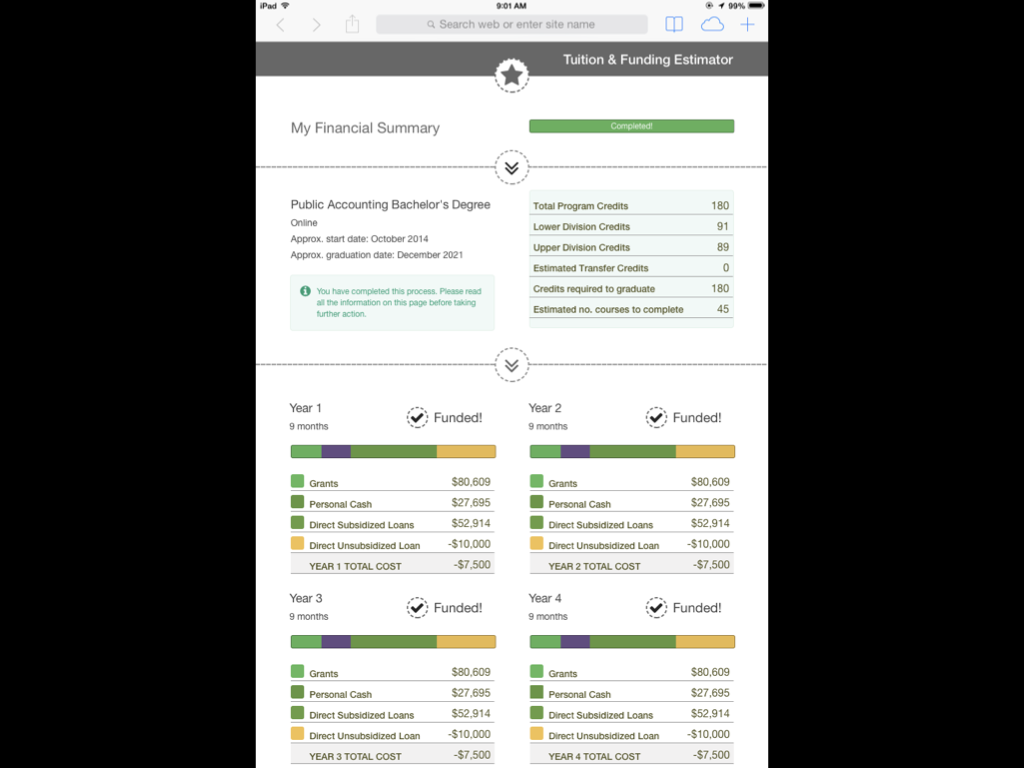 iPad 9:01 AM 99%
Search web or enter site name
Tuition & Funding Estimator
My Financial Summary
Completed!
Public Accounting Bachelor's Degree
Online
Approx. start date: October 2014
Approx. graduation date: December 2021
You have completed this process. Please read
all the information on this page before taking
further action.
Total Program Credits 180
Lower Division Credits 91
Upper Division Credits 89
Estimated Transfer Credits 0
Credits required to graduate 180
Estimated no. courses to complete 45
Year 1
9 months
Funded!
Grants $80,609
Personal Cash $27,695
Direct Subsidized Loans $52,914
Direct Unsubsidized Loan -$10,000
YEAR 1 TOTAL COST -$7,500
Year 2
9 months
Funded!
Grants $80,609
Personal Cash $27,695
Direct Subsidized Loans $52,914
Direct Unsubsidized Loan -$10,000
YEAR 2 TOTAL COST -$7,500
Year 3
9 months
Funded!
Grants $80,609
Personal Cash $27,695
Direct Subsidized Loans $52,914
Direct Unsubsidized Loan -$10,000
YEAR 3 TOTAL COST -$7,500
Year 4
9 months
Funded!
Grants $80,609
Personal Cash $27,695
Direct Subsidized Loans $52,914
Direct Unsubsidized Loan -$10,000
YEAR 4 TOTAL COST -$7,500